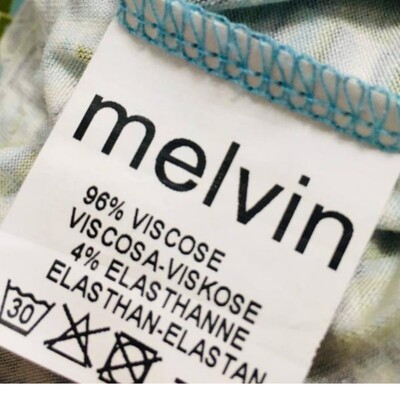 melvin
96% VISCOSE
VISCOSA-VISKOSE
4% ELASTHANNE
ELASTHAN-ELASTAN
30